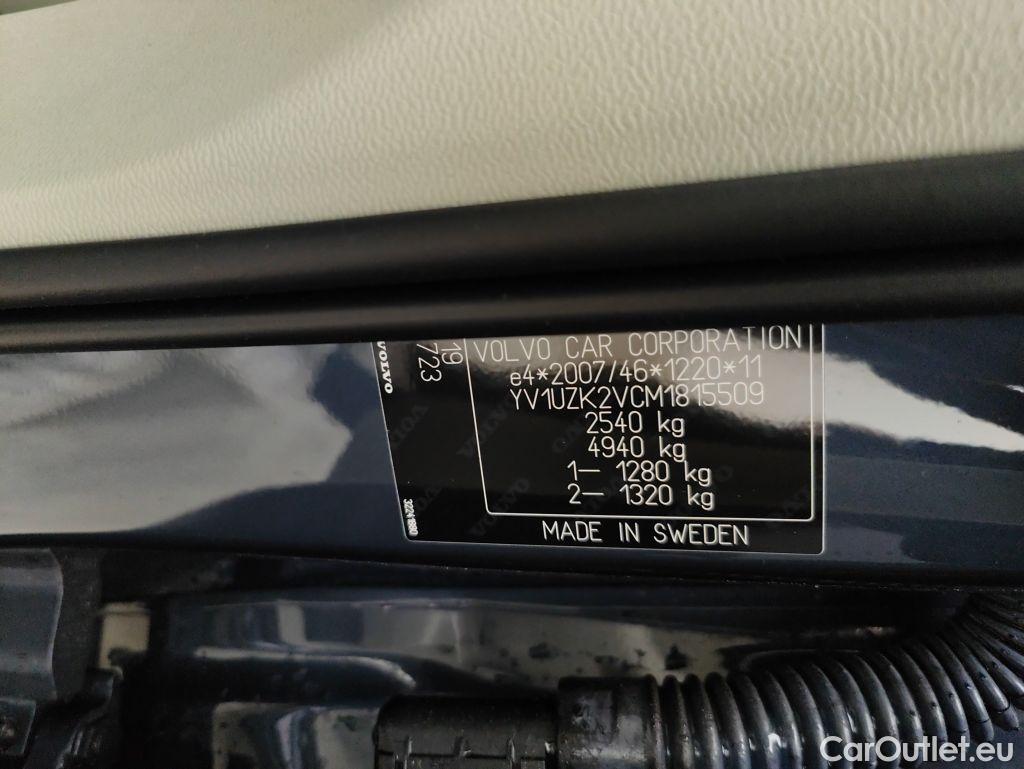 VOLVO CAR CORPORATION
e4*2007/46*1220*11
YV1UZK2VCM1815509
2540 kg
4940 kg
1– 1280 kg
2– 1320 kg
MADE IN SWEDEN
VOLVO
19
723
VOLVO
CarOutlet.eu